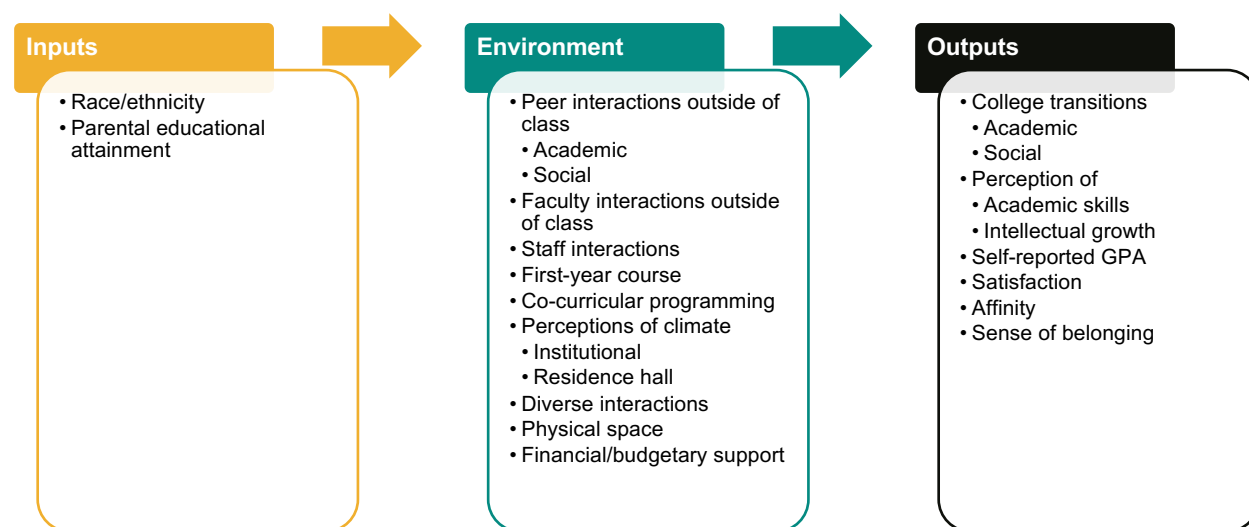 Inputs
• Race/ethnicity
• Parental educational
attainment
Environment
• Peer interactions outside of
class
• Academic
• Social
• Faculty interactions outside
of class
• Staff interactions
• First-year course
• Co-curricular programming
• Perceptions of climate
• Institutional
• Residence hall
• Diverse interactions
• Physical space
• Financial/budgetary support
Outputs
• College transitions
• Academic
• Social
• Perception of
• Academic skills
• Intellectual growth
• Self-reported GPA
• Satisfaction
• Affinity
• Sense of belonging